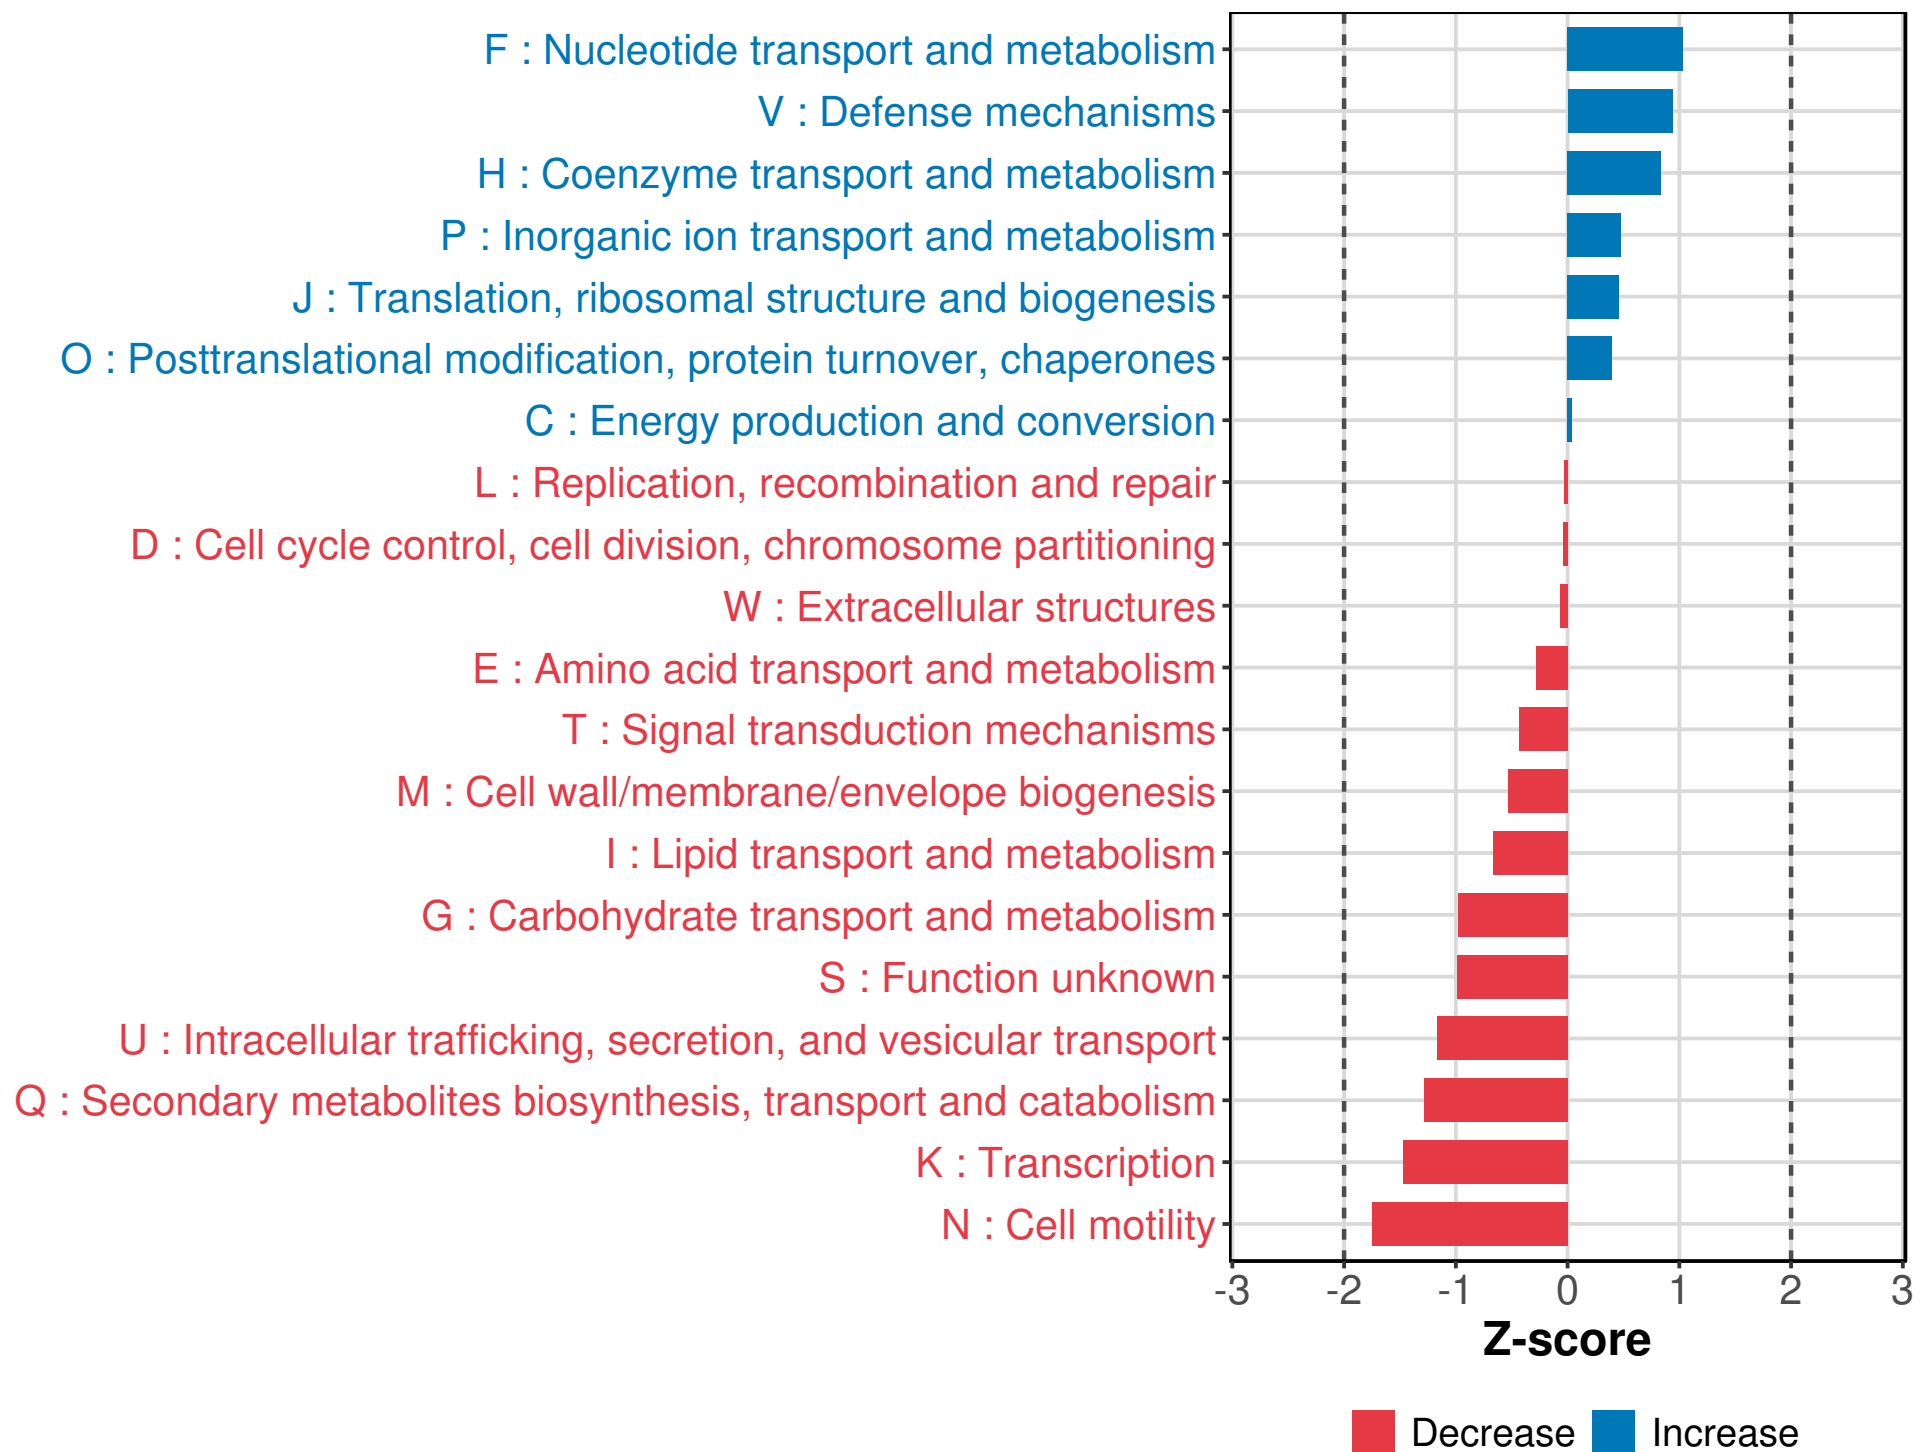 F : Nucleotide transport and metabolism
V : Defense mechanisms
H : Coenzyme transport and metabolism
P : Inorganic ion transport and metabolism
J : Translation, ribosomal structure and biogenesis
O : Posttranslational modification, protein turnover, chaperones
C : Energy production and conversion
L : Replication, recombination and repair
D : Cell cycle control, cell division, chromosome partitioning
W : Extracellular structures
E : Amino acid transport and metabolism
T : Signal transduction mechanisms
M : Cell wall/membrane/envelope biogenesis
I : Lipid transport and metabolism
G : Carbohydrate transport and metabolism
S : Function unknown
U : Intracellular trafficking, secretion, and vesicular transport
Q : Secondary metabolites biosynthesis, transport and catabolism
K : Transcription
N : Cell motility
-3 -2 -1 0 1 2 3
Z-score
Decrease Increase